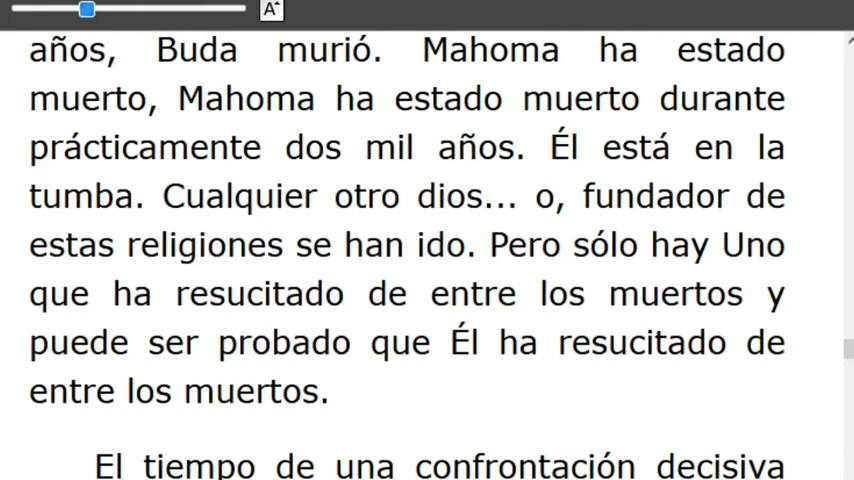 A
años, Buda murió. Mahoma ha estado
muerto, Mahoma ha estado muerto durante
prácticamente dos mil años. Él está en la
tumba. Cualquier otro dios… o, fundador de
estas religiones se han ido. Pero sólo hay Uno
que ha resucitado de entre los muertos y
puede ser probado que Él ha resucitado de
entre los muertos.
El tiempo de una confrontación decisiva